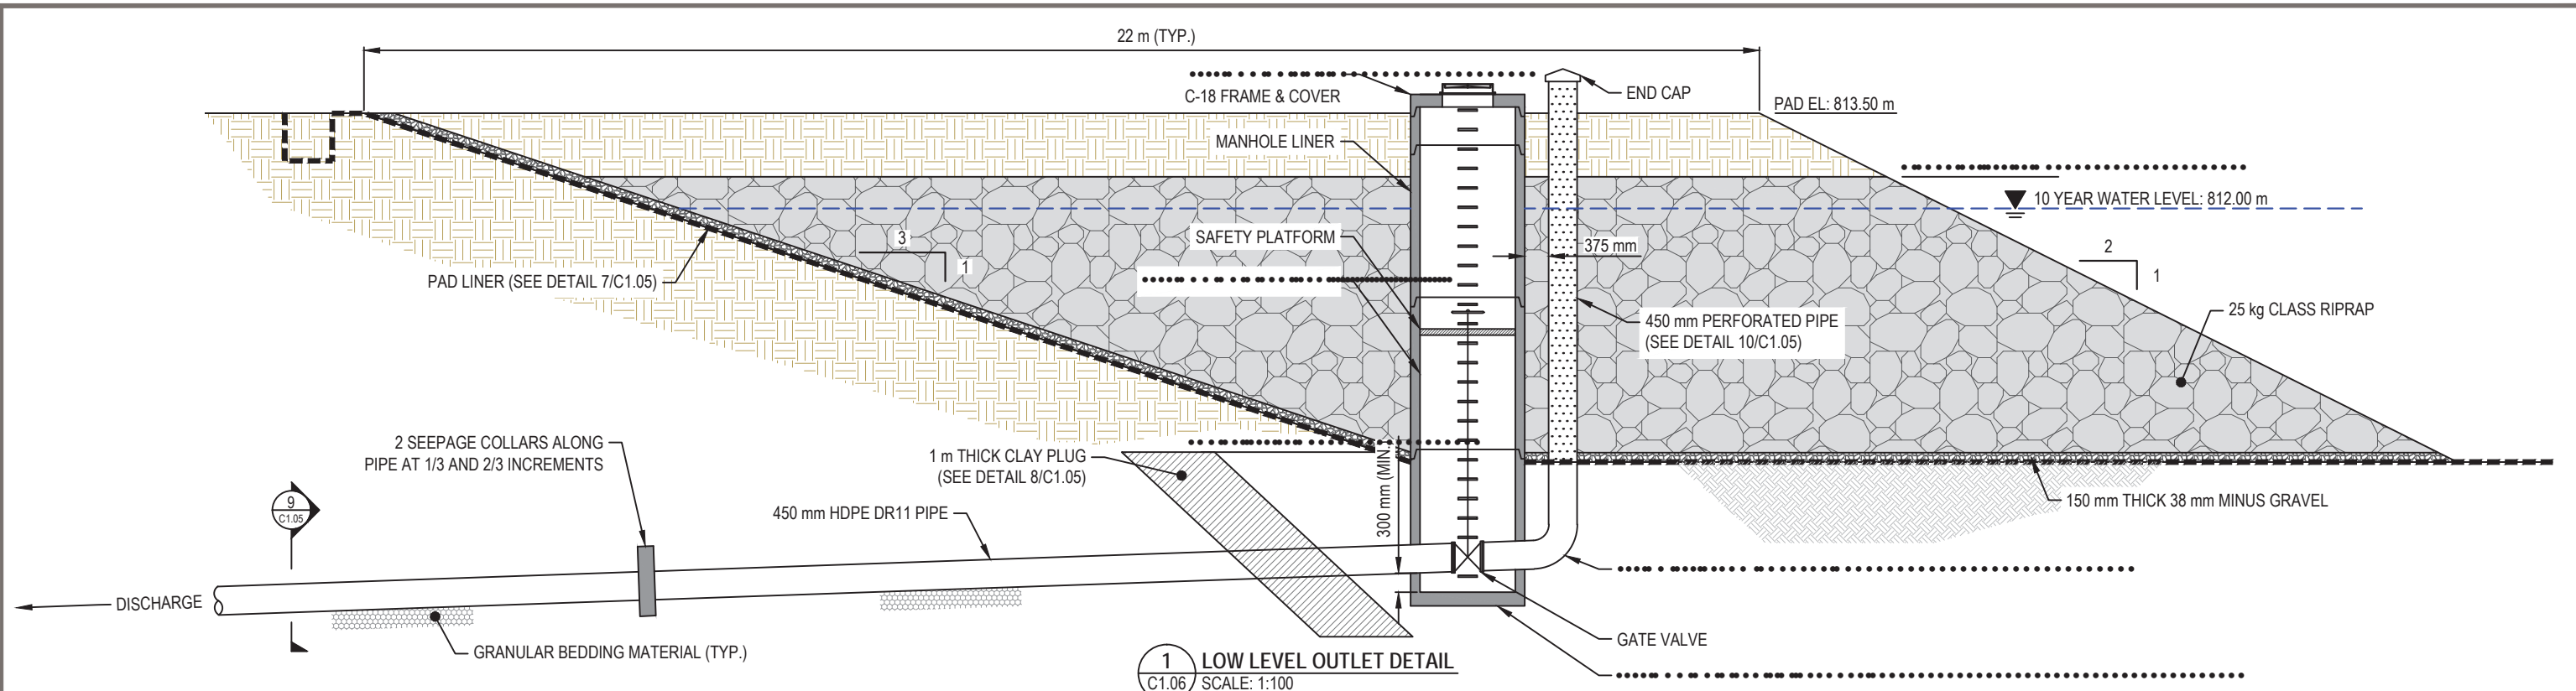 22 m (TYP.)
C-18 FRAME & COVER
END CAP
PAD EL: 813.50 m
MANHOLE LINER
10 YEAR WATER LEVEL: 812.00 m
SAFETY PLATFORM
375 mm
3
1
2
1
PAD LINER (SEE DETAIL 7/C1.05)
450 mm PERFORATED PIPE
(SEE DETAIL 10/C1.05)
25 kg CLASS RIPRAP
2 SEEPAGE COLLARS ALONG
PIPE AT 1/3 AND 2/3 INCREMENTS
1 m THICK CLAY PLUG
(SEE DETAIL 8/C1.05)
300 mm (MIN.)
150 mm THICK 38 mm MINUS GRAVEL
9
C1.05
450 mm HDPE DR11 PIPE
DISCHARGE
GRANULAR BEDDING MATERIAL (TYP.)
GATE VALVE
1
C1.06
LOW LEVEL OUTLET DETAIL
SCALE: 1:100